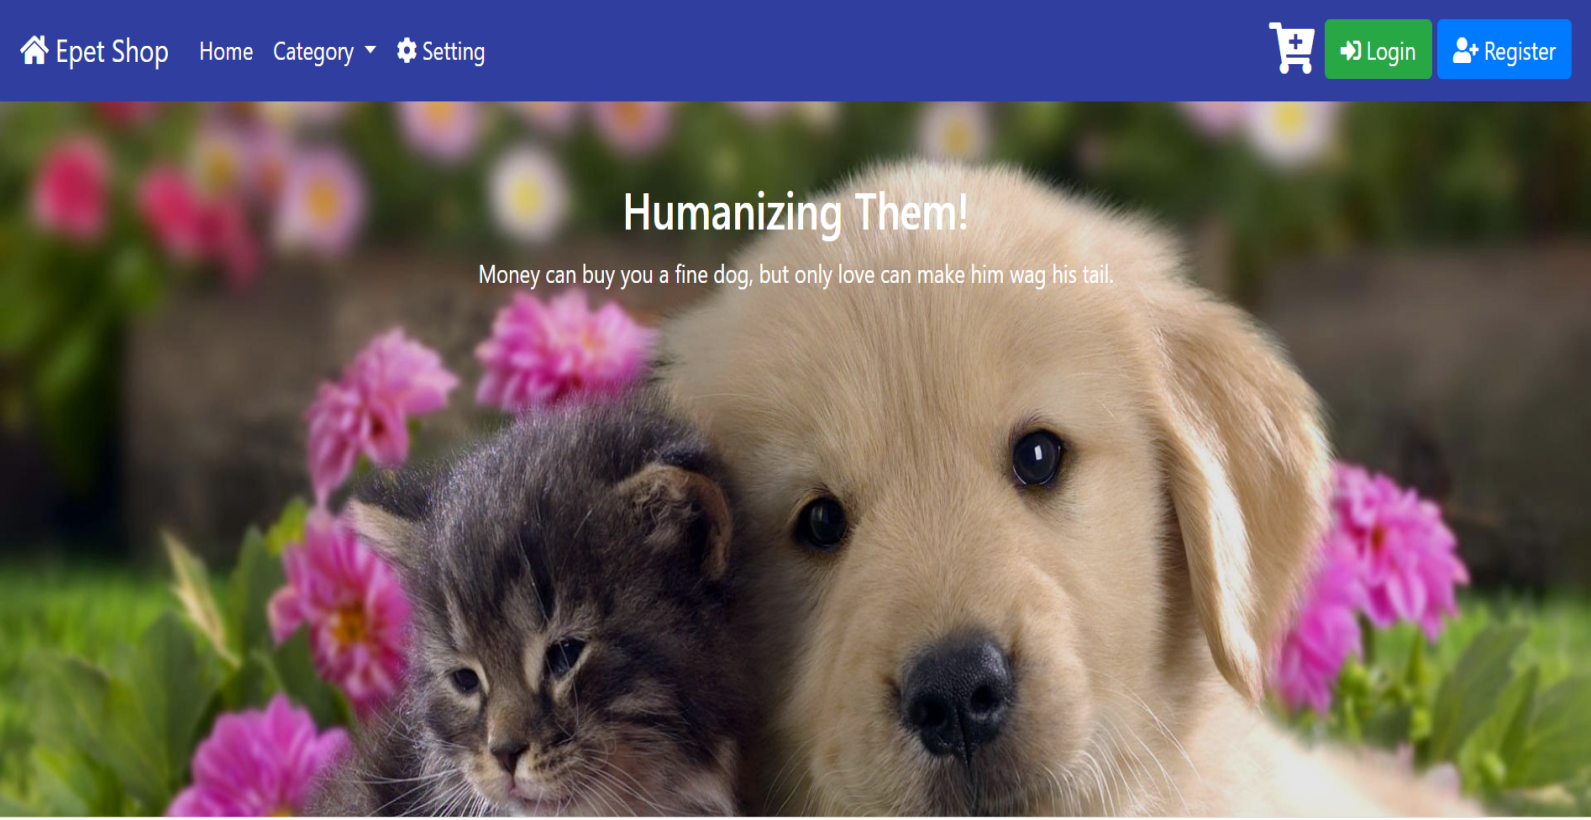 Epet Shop Home Category Setting Login Register
Humanizing Them!
Money can buy you a fine dog, but only love can make him wag his tail.